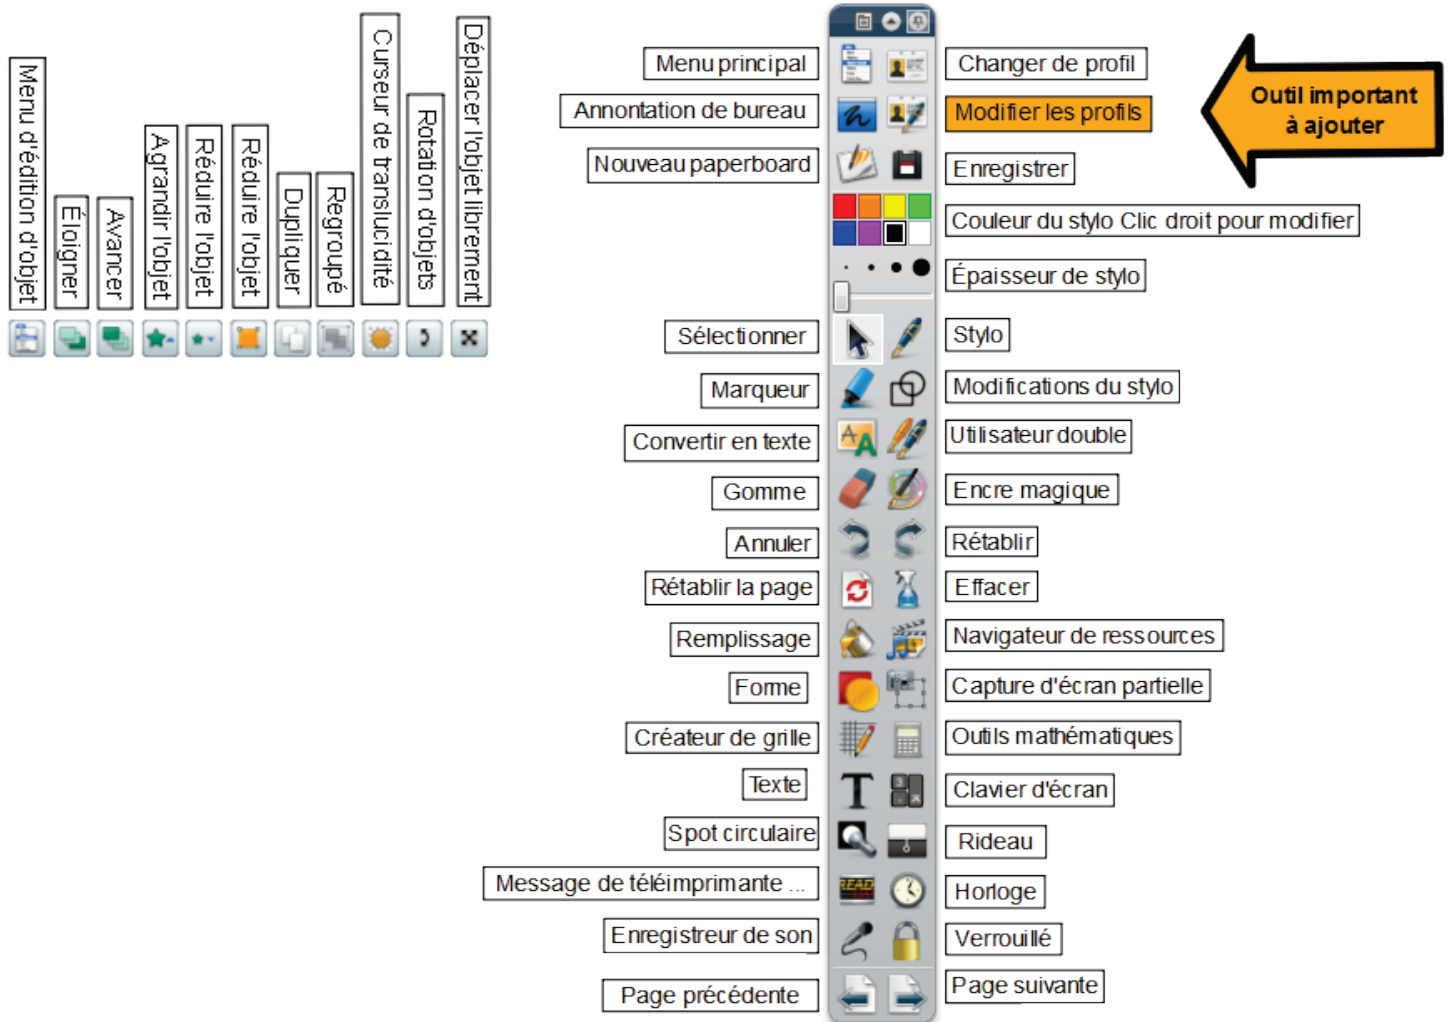 Menu d'édition d'objet
Éloigner
Avancer
Agrandir l'objet
Réduire l'objet
Réduire l'objet
Dupliquer
Regroupé
Curseur de translucidité
Rotation d'objets
Déplacer l'objet librement
Menu principal
Changer de profil
Outil important
à ajouter
Annontation de bureau
Modifier les profils
Nouveau paperboard
Enregistrer
Couleur du stylo Clic droit pour modifier
Épaisseur de stylo
Sélectionner
Stylo
Marqueur
Modifications du stylo
Convertir en texte
Utilisateur double
Gomme
Encre magique
Annuler
Rétablir
Rétablir la page
Effacer
Remplissage
Navigateur de ressources
Forme
Capture d'écran partielle
Créateur de grille
Outils mathématiques
Texte
Clavier d'écran
Spot circulaire
Rideau
Message de téléimprimante ...
READ
Horloge
Enregistreur de son
Verrouillé
Page précédente
Page suivante